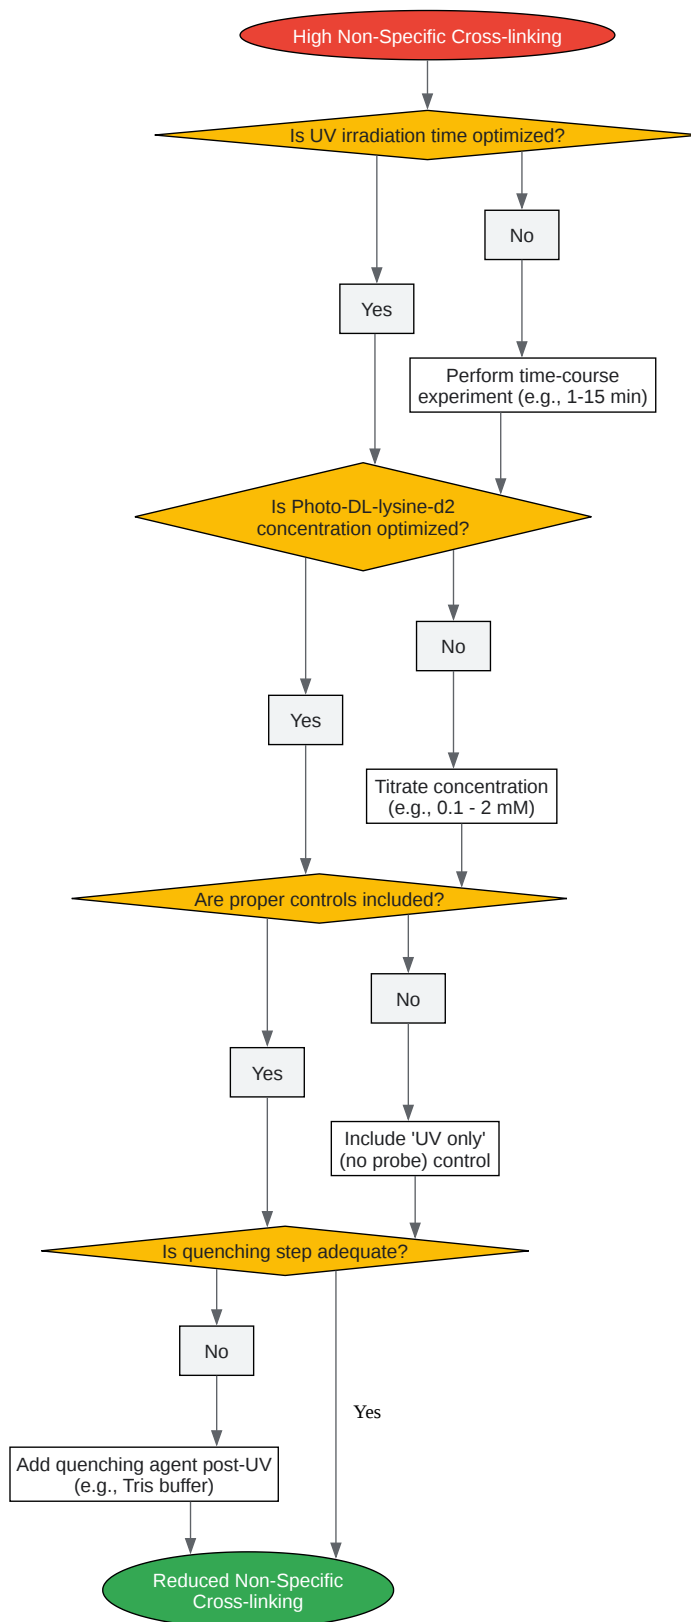 High Non-Specific Cross-linking
Is UV irradiation time optimized?
No
Yes
Perform time-course
experiment (e.g., 1-15 min)
Is Photo-DL-lysine-d2
concentration optimized?
No
Yes
Titrate concentration
(e.g., 0.1 - 2 mM)
Are proper controls included?
No
Yes
Include 'UV only'
(no probe) control
Is quenching step adequate?
No
Yes
Add quenching agent post-UV
(e.g., Tris buffer)
Reduced Non-Specific
Cross-linking